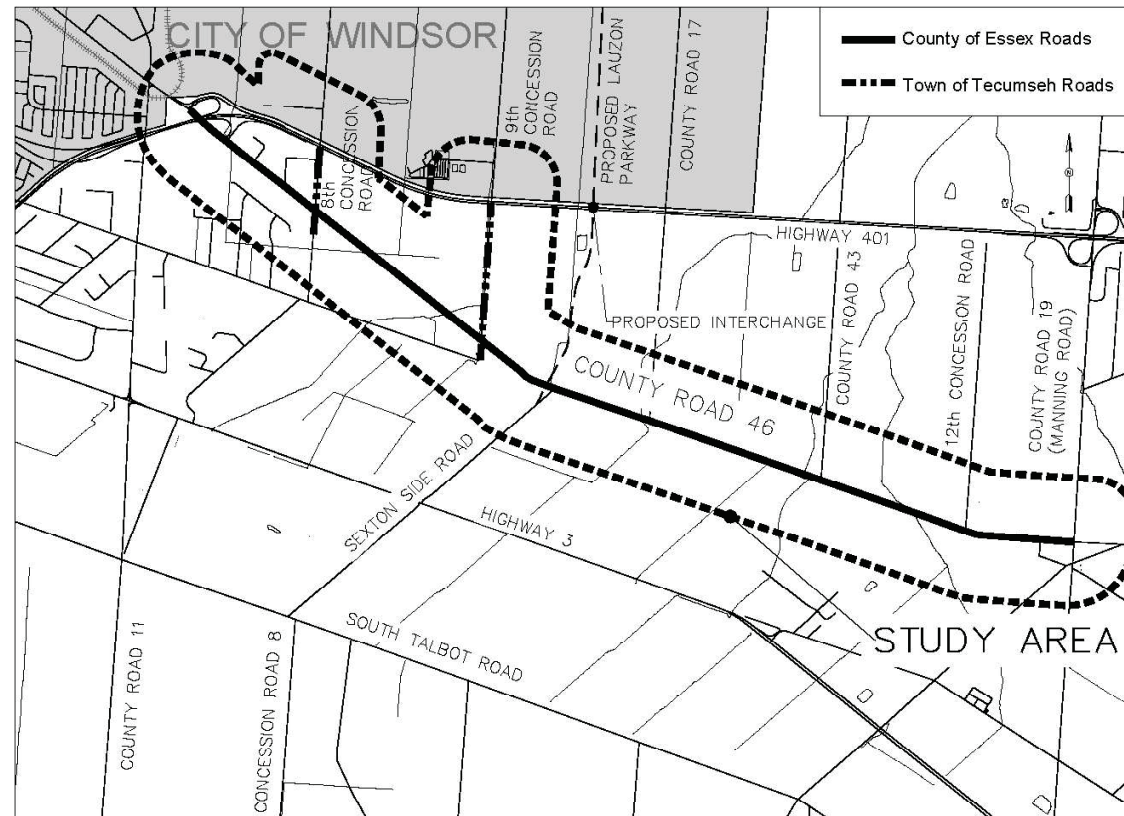 CITY OF WINDSOR
County of Essex Roads
Town of Tecumseh Roads
8th
CONCESSION
ROAD
9th
CONCESSION
ROAD
PROPOSED LAUZON
PARKWAY
COUNTY ROAD 17
HIGHWAY 401
PROPOSED INTERCHANGE
COUNTY ROAD 43
12th CONCESSION ROAD
COUNTY ROAD 19
(MANNING ROAD)
COUNTY ROAD 46
SEXTON SIDE ROAD
HIGHWAY 3
STUDY AREA
SOUTH TALBOT ROAD
COUNTY ROAD 11
CONCESSION ROAD 8